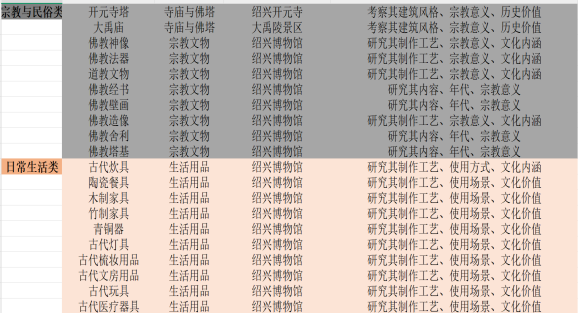 宗教与民俗类 开元寺塔 寺庙与佛塔 绍兴开元寺 考察其建筑风格、宗教意义、历史价值
大禹庙 寺庙与佛塔 大禹陵景区 考察其建筑风格、宗教意义、历史价值
佛教神像 宗教文物 绍兴博物馆 研究其制作工艺、宗教意义、文化内涵
佛教法器 宗教文物 绍兴博物馆 研究其制作工艺、宗教意义、文化内涵
道教文物 宗教文物 绍兴博物馆 研究其制作工艺、宗教意义、文化内涵
佛教经书 宗教文物 绍兴博物馆 研究其内容、年代、宗教意义
佛教壁画 宗教文物 绍兴博物馆 研究其内容、年代、宗教意义
佛教造像 宗教文物 绍兴博物馆 研究其制作工艺、宗教意义、文化内涵
佛教舍利 宗教文物 绍兴博物馆 研究其内容、年代、宗教意义
佛教塔基 宗教文物 绍兴博物馆 研究其内容、年代、宗教意义
日常生活类 古代炊具 生活用品 绍兴博物馆 研究其制作工艺、使用方式、文化内涵
陶瓷餐具 生活用品 绍兴博物馆 研究其制作工艺、使用场景、文化价值
木制家具 生活用品 绍兴博物馆 研究其制作工艺、使用场景、文化价值
竹制家具 生活用品 绍兴博物馆 研究其制作工艺、使用场景、文化价值
青铜器 生活用品 绍兴博物馆 研究其制作工艺、使用场景、文化价值
古代灯具 生活用品 绍兴博物馆 研究其制作工艺、使用场景、文化价值
古代梳妆用品 生活用品 绍兴博物馆 研究其制作工艺、使用场景、文化价值
古代文房用品 生活用品 绍兴博物馆 研究其制作工艺、使用场景、文化价值
古代玩具 生活用品 绍兴博物馆 研究其制作工艺、使用场景、文化价值
古代医疗器具 生活用品 绍兴博物馆 研究其制作工艺、使用场景、文化价值